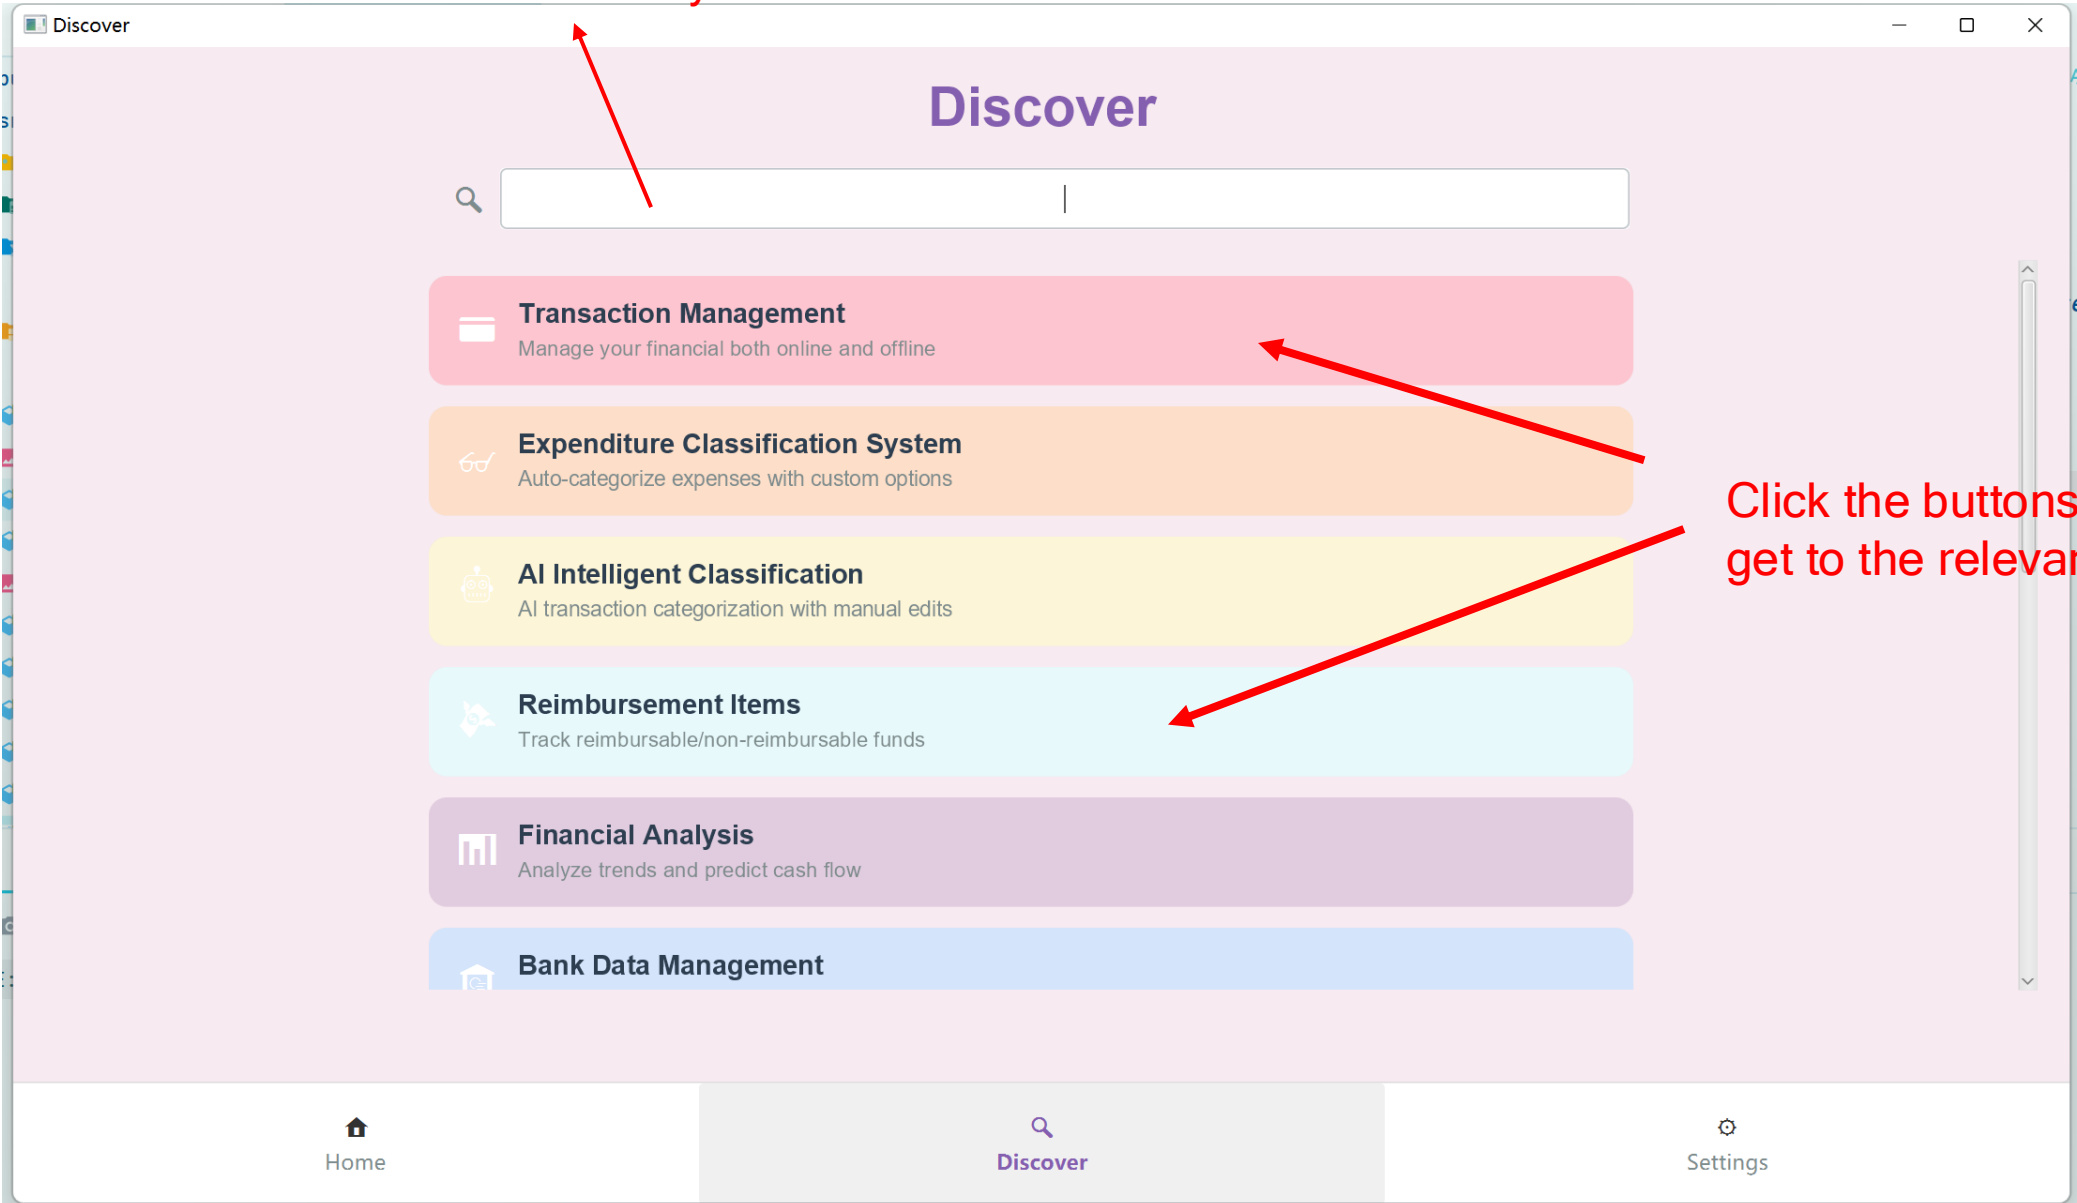 Discover
Discover
Transaction Management
Manage your financial both online and offline
Expenditure Classification System
Auto-categorize expenses with custom options
AI Intelligent Classification
AI transaction categorization with manual edits
Click the buttons
get to the
Reimbursement Items
Track reimbursable/non-reimbursable funds
Financial Analysis
Analyze trends and predict cash flow
Bank Data Management
Home
Discover
Settings